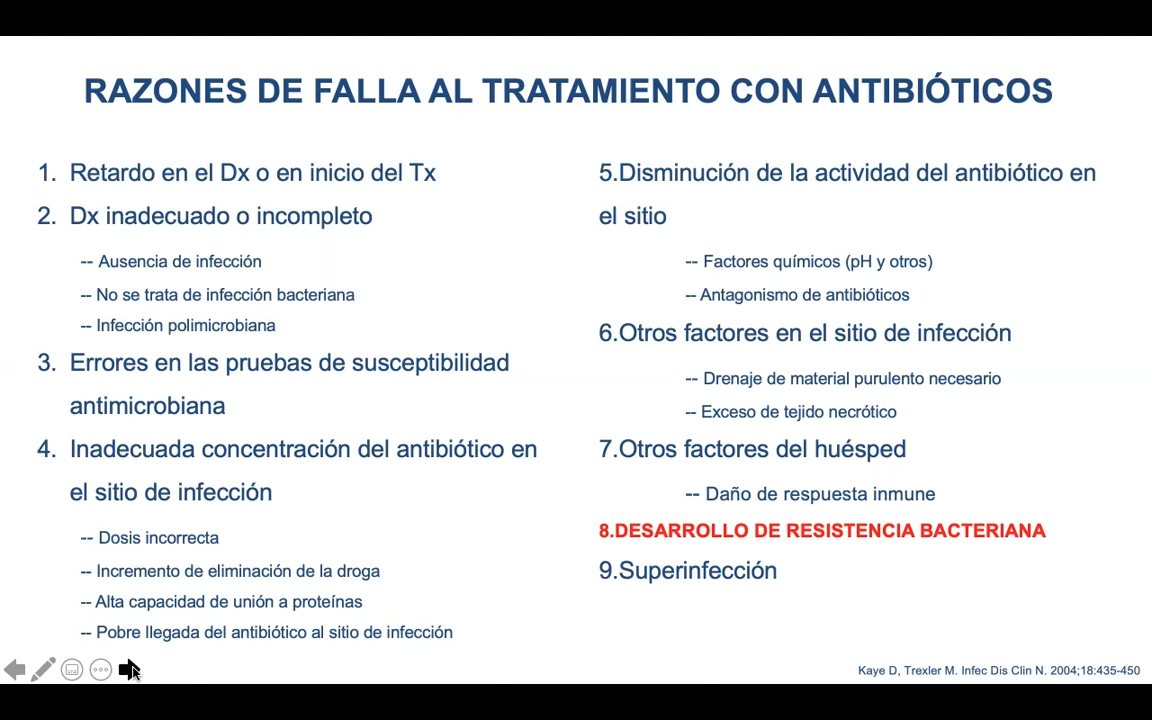 RAZONES DE FALLA AL TRATAMIENTO CON ANTIBIÓTICOS
1. Retardo en el Dx o en inicio del Tx
2. Dx inadecuado o incompleto
-- Ausencia de infección
-- No se trata de infección bacteriana
-- Infección polimicrobiana
3. Errores en las pruebas de susceptibilidad
antimicrobiana
4. Inadecuada concentración del antibiótico en
el sitio de infección
-- Dosis incorrecta
-- Incremento de eliminación de la droga
-- Alta capacidad de unión a proteínas
-- Pobre llegada del antibiótico al sitio de infección
5.Disminución de la actividad del antibiótico en
el sitio
-- Factores químicos (pH y otros)
-- Antagonismo de antibióticos
6.Otros factores en el sitio de infección
-- Drenaje de material purulento necesario
-- Exceso de tejido necrótico
7.Otros factores del huésped
-- Daño de respuesta inmune
8.DESARROLLO DE RESISTENCIA BACTERIANA
9.Superinfección
Kaye D, Trexler M. Infec Dis Clin N. 2004;18:435-450